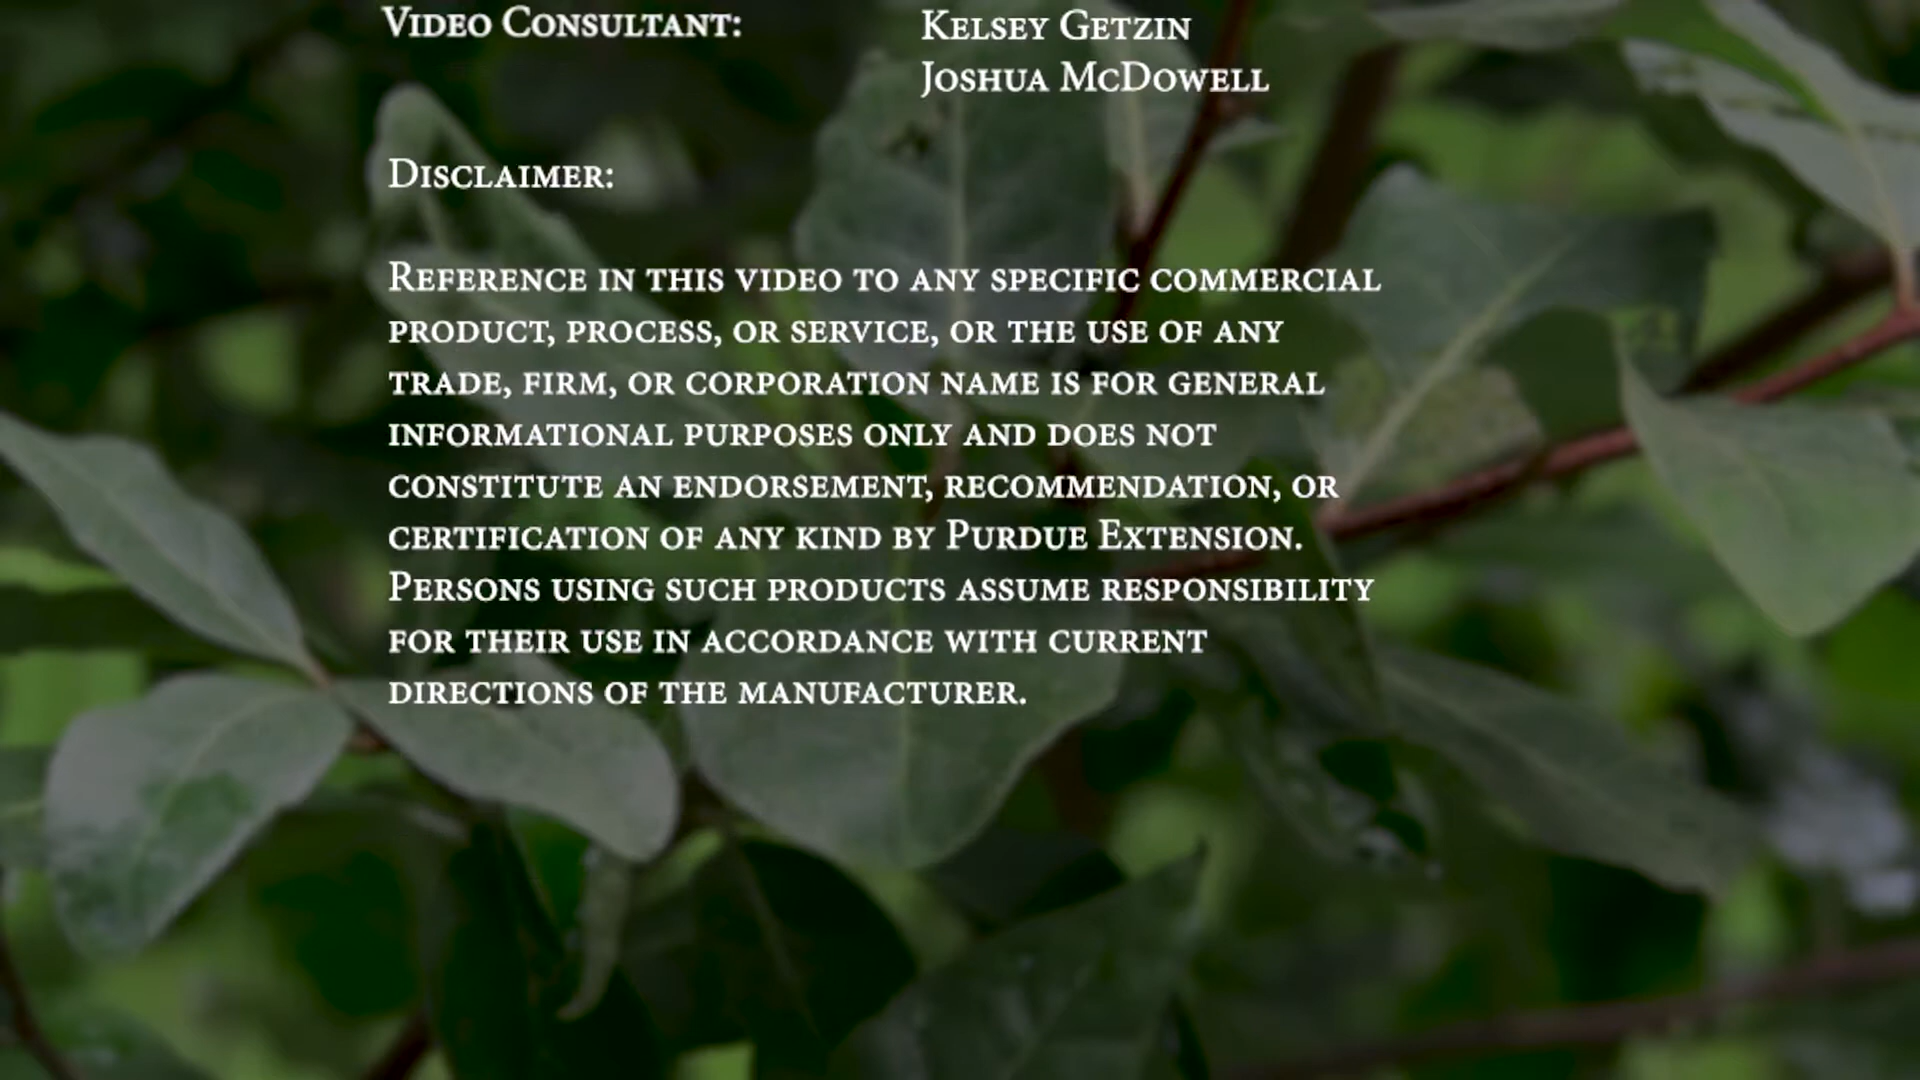 Video Consultant: Kelsey Getzin
Joshua McDowell
Disclaimer:
Reference in this video to any specific commercial
product, process, or service, or the use of any
trade, firm, or corporation name is for general
informational purposes only and does not
constitute an endorsement, recommendation, or
certification of any kind by Purdue Extension.
Persons using such products assume responsibility
for their use in accordance with current
directions of the manufacturer.